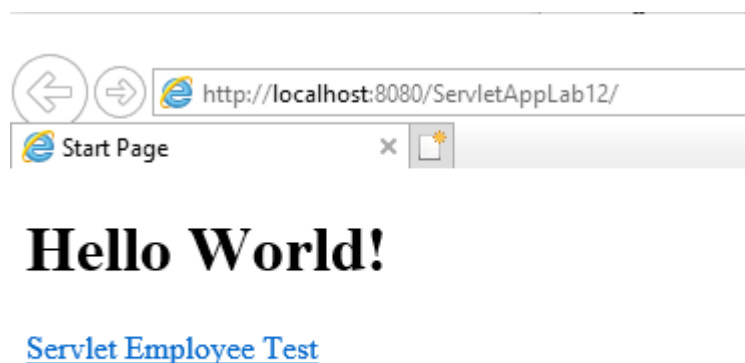 http://localhost:8080/ServletAppLab12/
Start Page
Hello World!
Servlet Employee Test